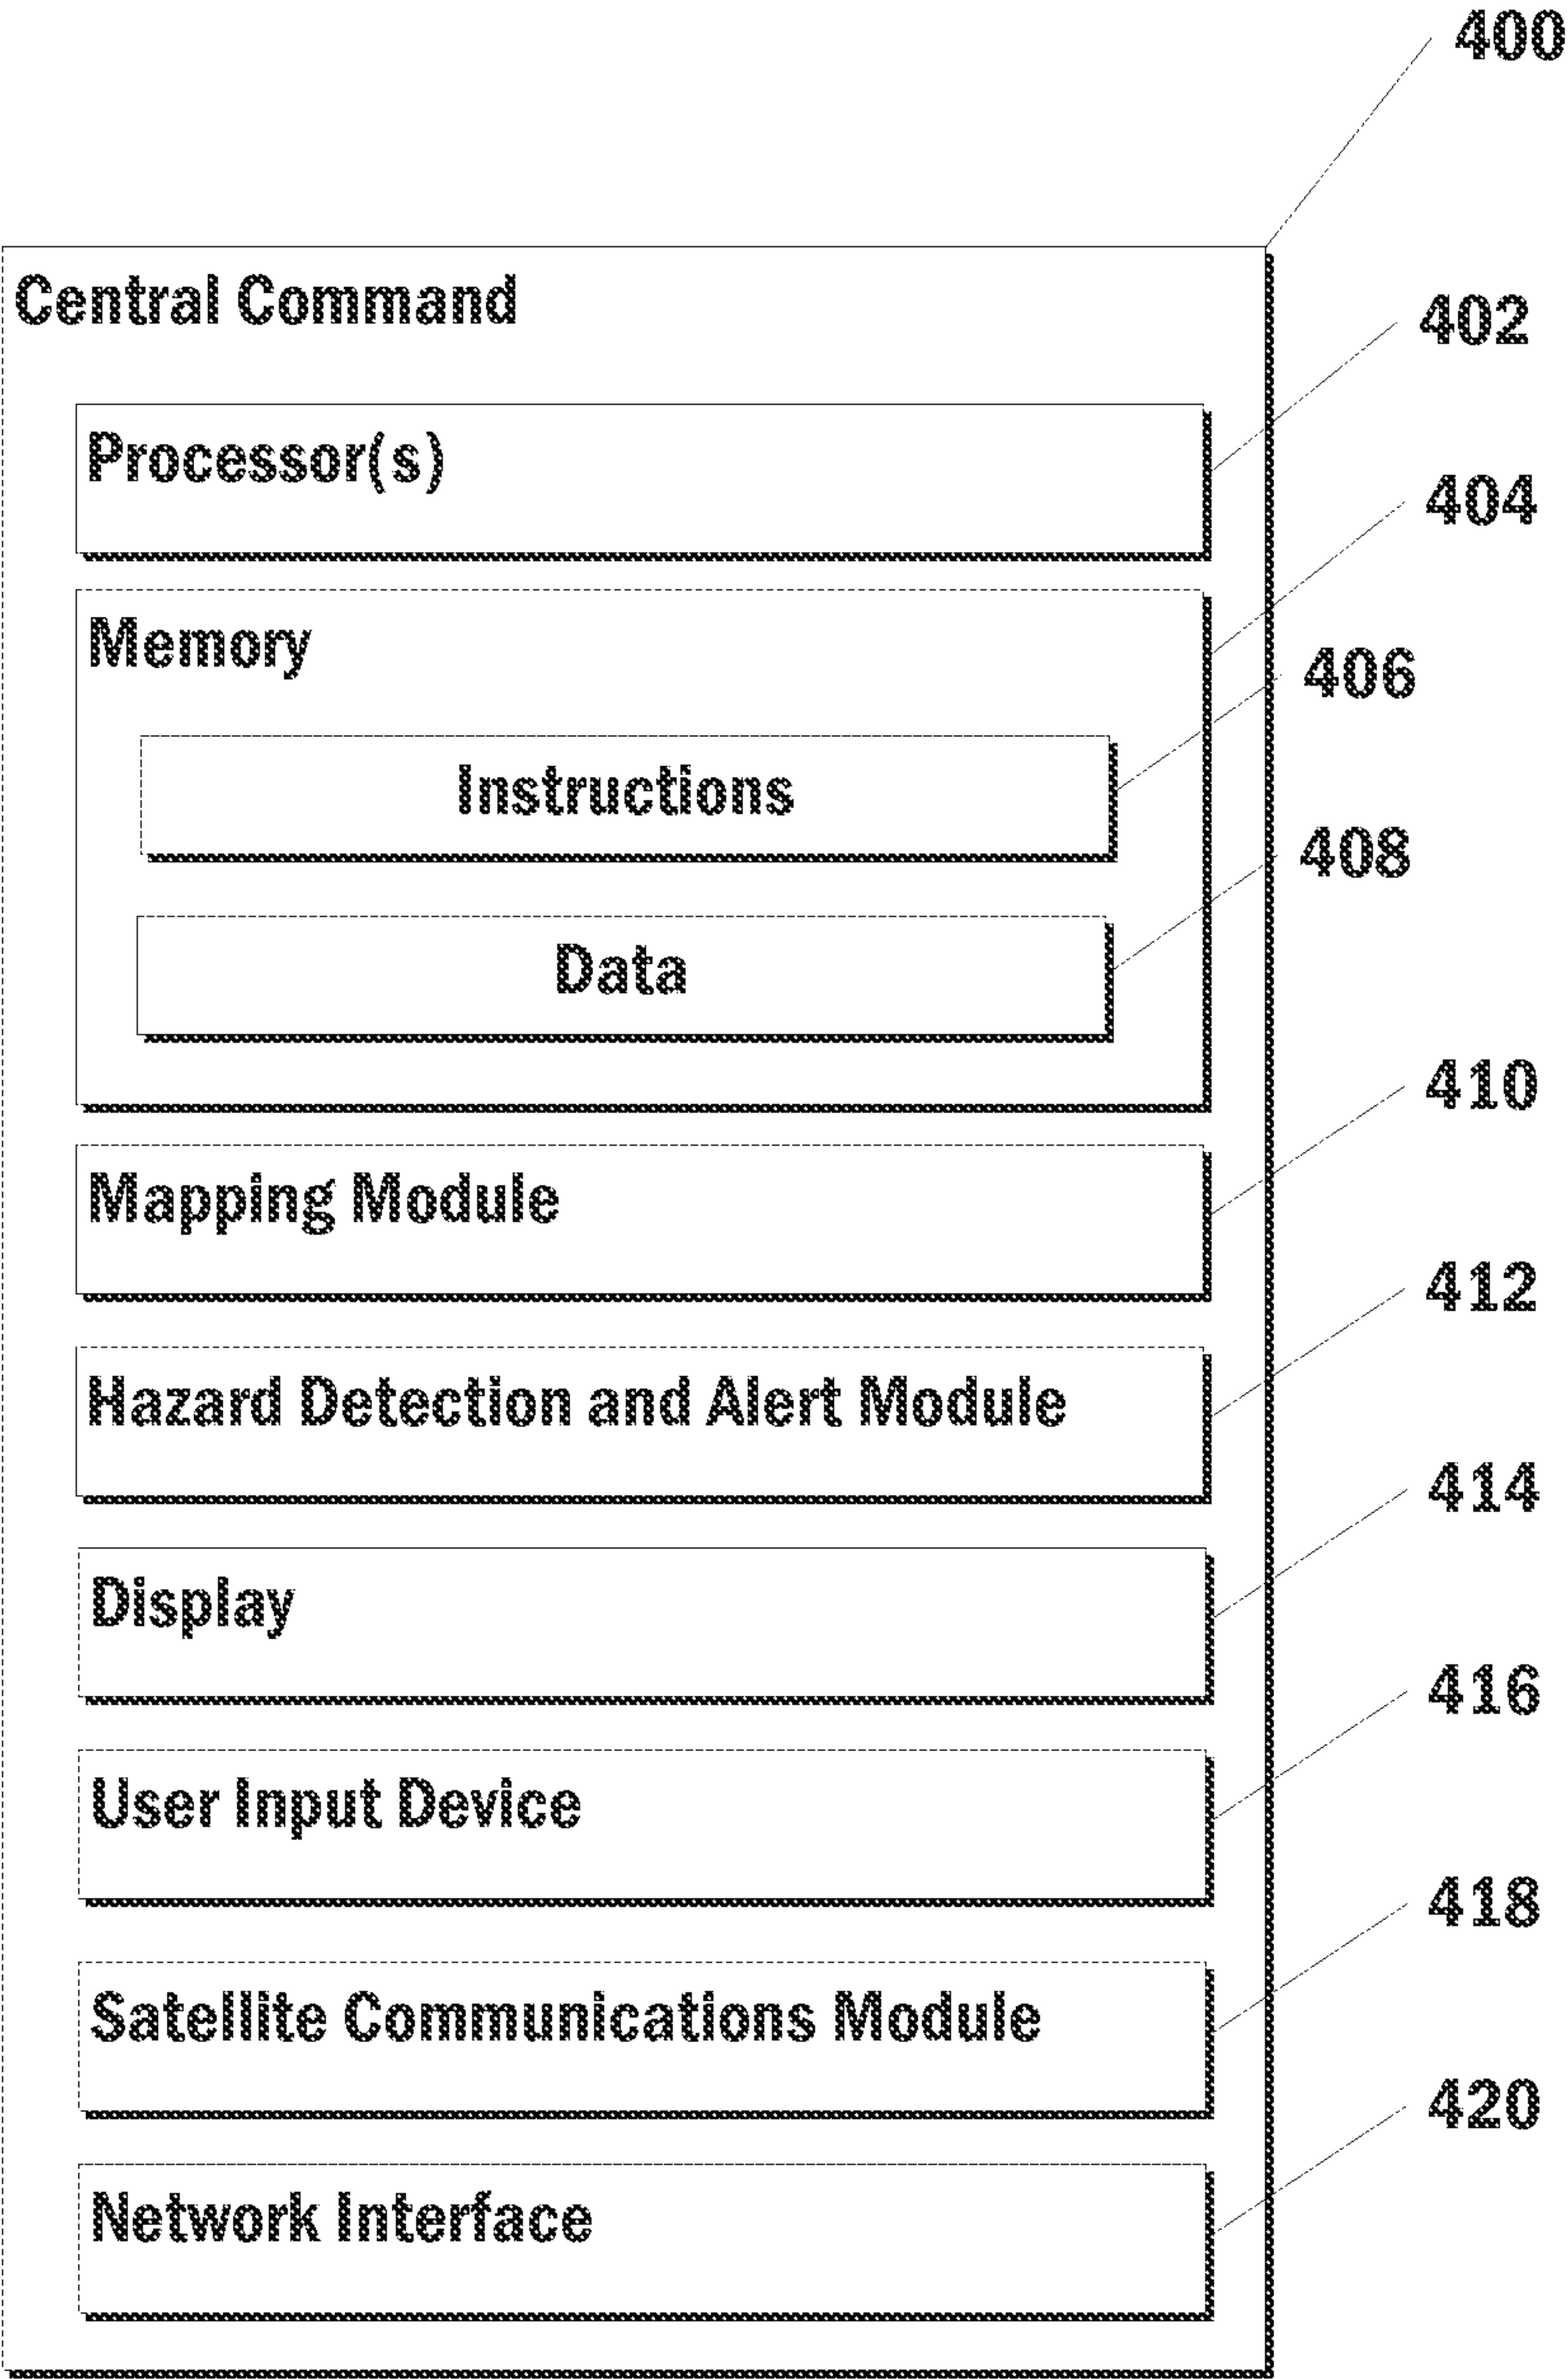 400
Central Command
402
Processor(s)
404
Memory
406
Instructions
408
Data
410
Mapping Module
412
Hazard Detection and Alert Module
414
Display
416
User Input Device
418
Satellite Communications Module
420
Network Interface